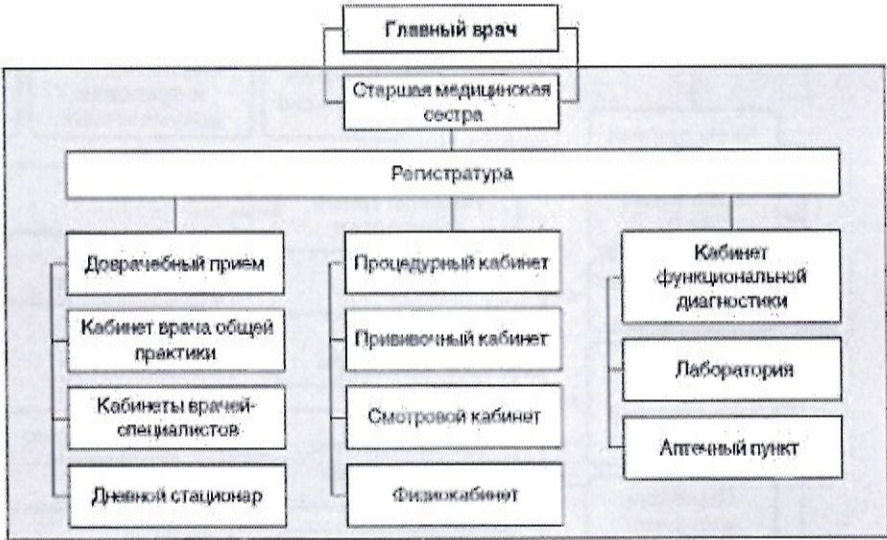 Главный врач
Старшая медицинская
сестра
Регистратура
Доврачебный прием
Кабинет врача общей
практики
Кабинеты врачей-
специалистов
Дневной стационар
Процедурный кабинет
Прививочный кабинет
Смотровой кабинет
Физиокабинет
Кабинет
функциональной
диагностики
Лаборатория
Аптечный пункт